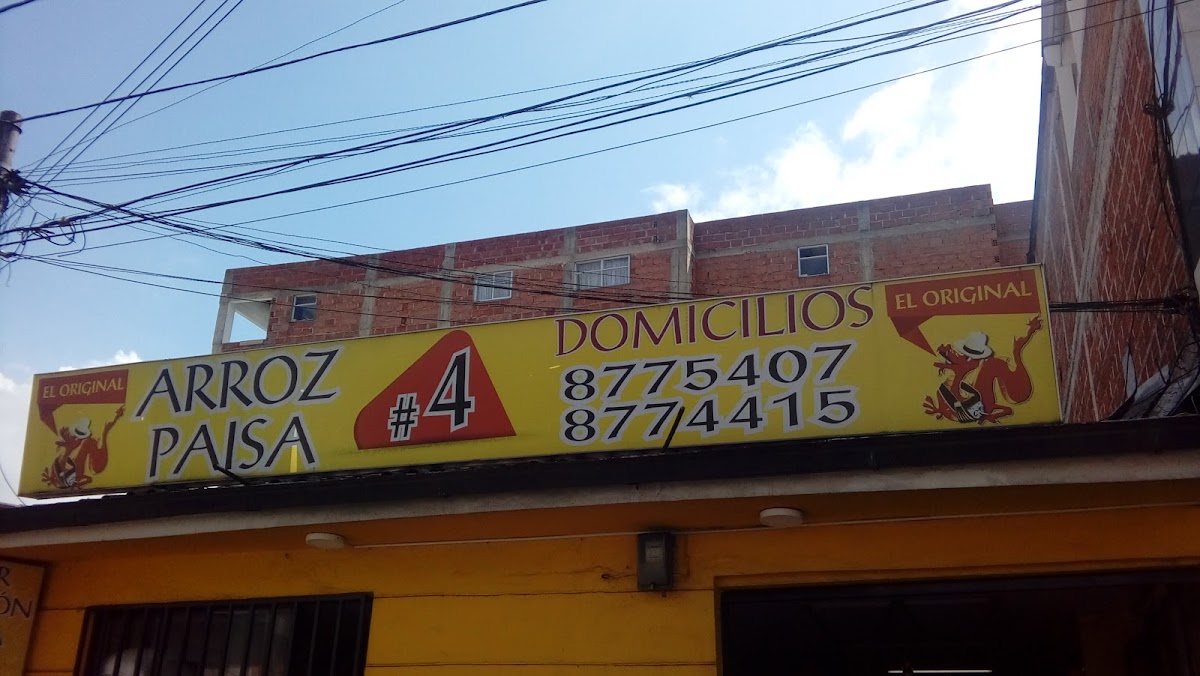 EL ORIGINAL
ARROZ
PAISA
#4
DOMICILIOS
8775407
8774415
EL ORIGINAL